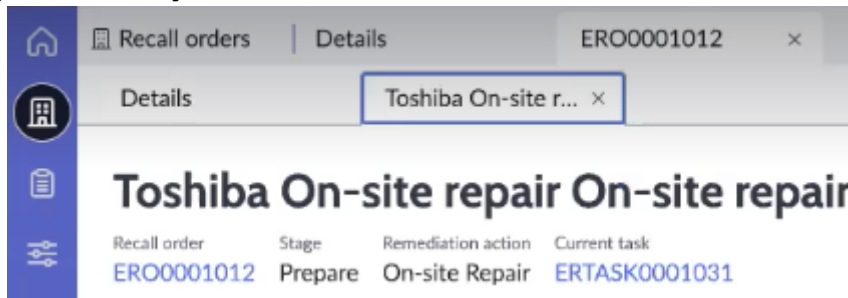 Recall orders | Details ERO0001012 ×
Details Toshiba On-site r... ×
Toshiba On-site repair On-site repair
Recall order Stage Remediation action Current task
ERO0001012 Prepare On-site Repair ERTASK0001031